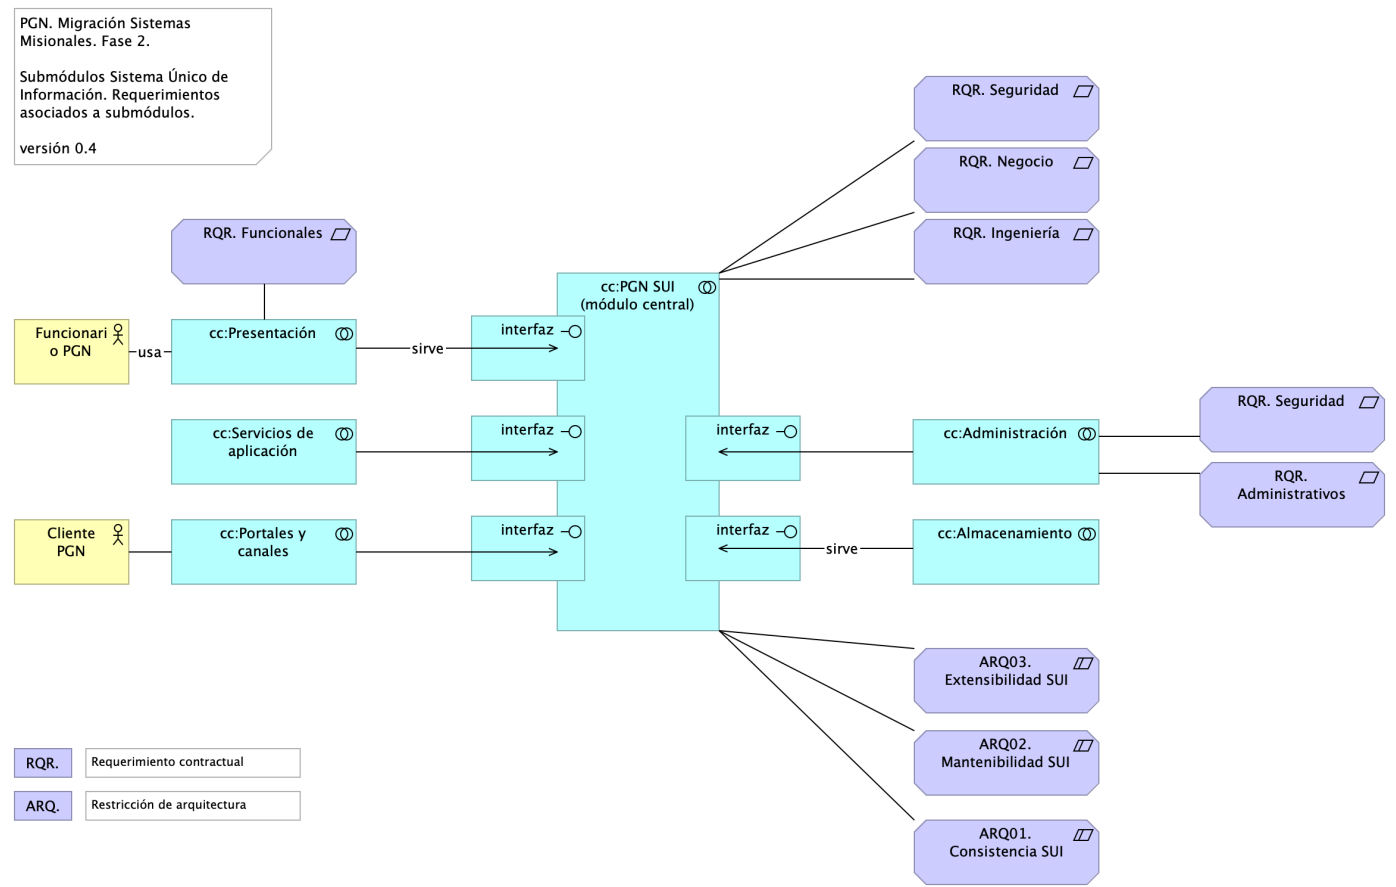 PGN. Migración Sistemas
Misionales. Fase 2.
Submódulos Sistema Único de
Información. Requerimientos
asociados a submódulos.
versión 0.4
RQR. Seguridad
RQR. Negocio
RQR. Ingeniería
RQR. Funcionales
cc:PGN SUI
(módulo central)
Funcionari
o PGN
usa
cc:Presentación
sirve
interfaz
cc:Servicios de
aplicación
interfaz
interfaz
cc:Administración
RQR. Seguridad
RQR.
Administrativos
Cliente
PGN
cc:Portales y
canales
interfaz
interfaz
sirve
cc:Almacenamiento
ARQ03.
Extensibilidad SUI
ARQ02.
Mantenibilidad SUI
ARQ01.
Consistencia SUI
RQR.
Requerimiento contractual
ARQ.
Restricción de arquitectura